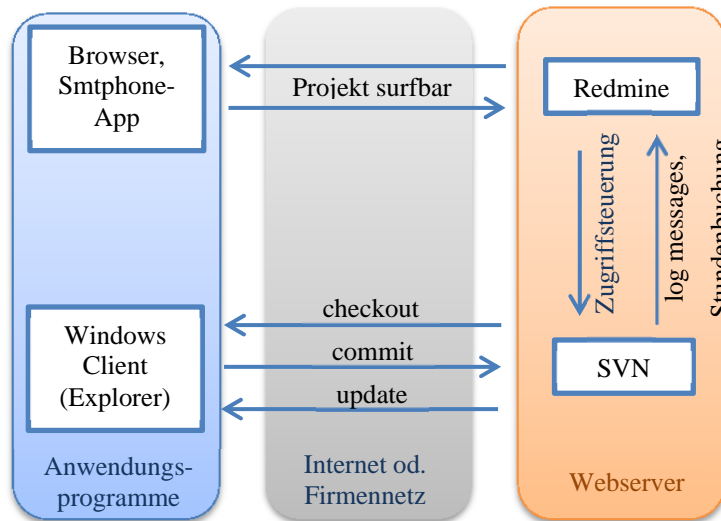 Browser,
Smtphone-
App
Projekt surfbar
Redmine
Zugriffsteuerung
log messages,
Stundenbuchung
checkout
commit
update
Windows
Client
(Explorer)
SVN
Anwendungs-
programme
Internet od.
Firmennetz
Webserver